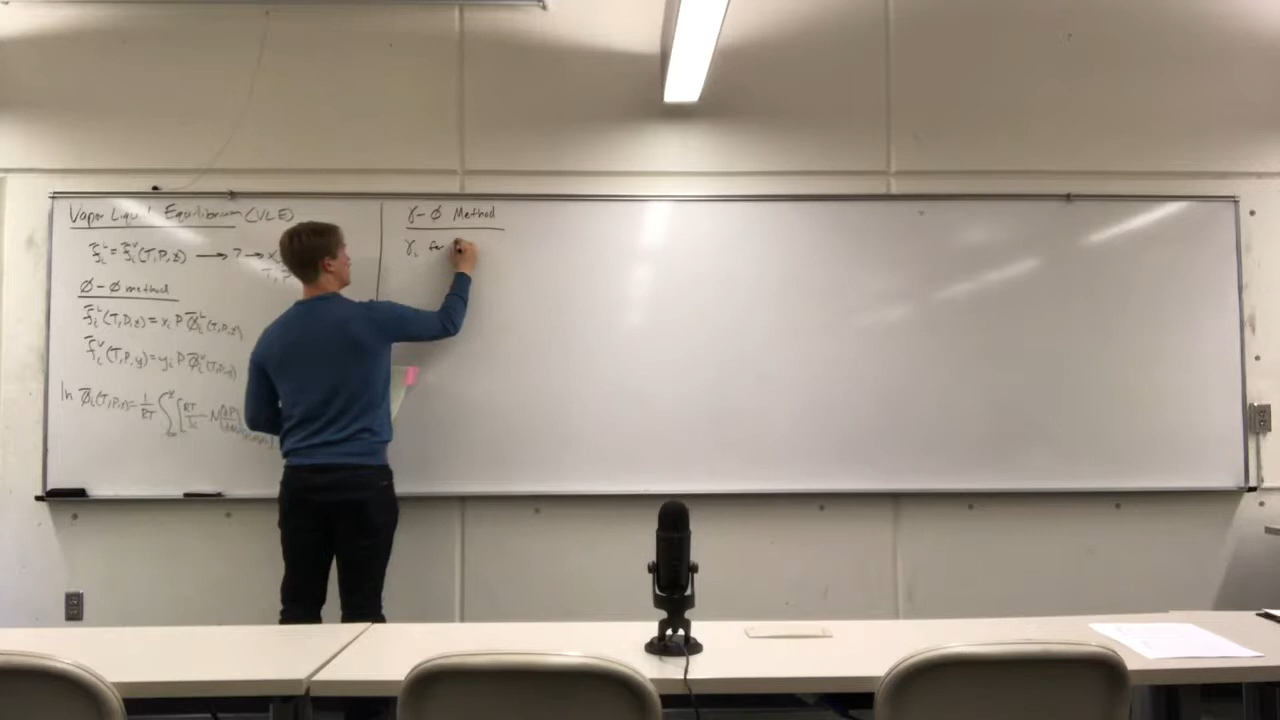 Vapor Liquid Equilibrium (VLE)
f̄ᵢᴸ = f̄ᵢⱽ(T,P,x) → ? → x
T, P
Ø-Ø method
f̄ᵢᴸ(T,P,x) = xᵢ P Ø̄ᵢᴸ(T,P,x)
f̄ᵢⱽ(T,P,y) = yᵢ P Ø̄ᵢⱽ(T,P,y)
ln Ø̄ᵢ(T,P,x) = 1/RT ∫ [RT/ - N(∂P/
γ-Ø Method
γᵢ for